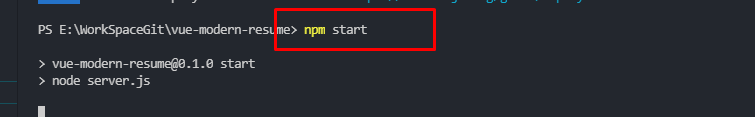 PS E:\WorkSpaceGit\vue-modern-resume> npm start
> vue-modern-resume@0.1.0 start
> node server.js